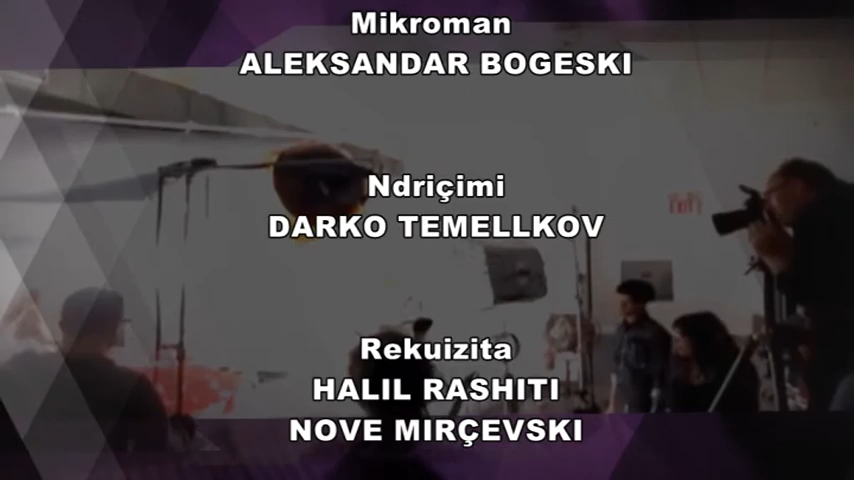 Mikroman
ALEKSANDAR BOGESKI
Ndriçimi
DARKO TEMELLKOV
Rekuizita
HALIL RASHITI
NOVE MIRÇEVSKI